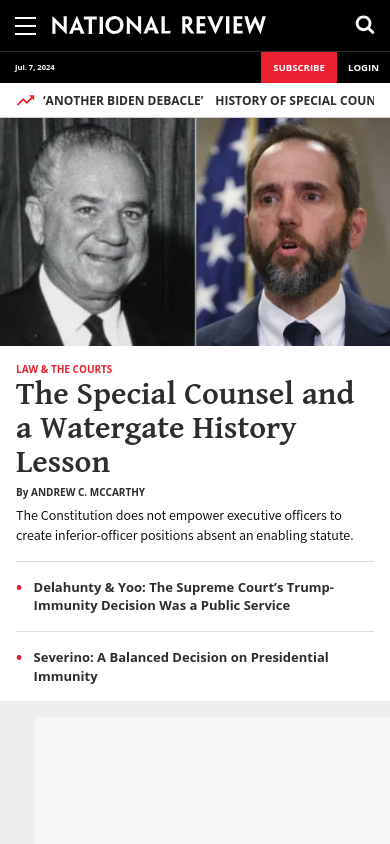 NATIONAL REVIEW
Jul. 7, 2024
SUBSCRIBE
LOGIN
‘ANOTHER BIDEN DEBACLE’ HISTORY OF SPECIAL COUN
LAW & THE COURTS
The Special Counsel and
a Watergate History
Lesson
By ANDREW C. MCCARTHY
The Constitution does not empower executive officers to
create inferior-officer positions absent an enabling statute.
Delahunty & Yoo: The Supreme Court’s Trump-
Immunity Decision Was a Public Service
Severino: A Balanced Decision on Presidential
Immunity